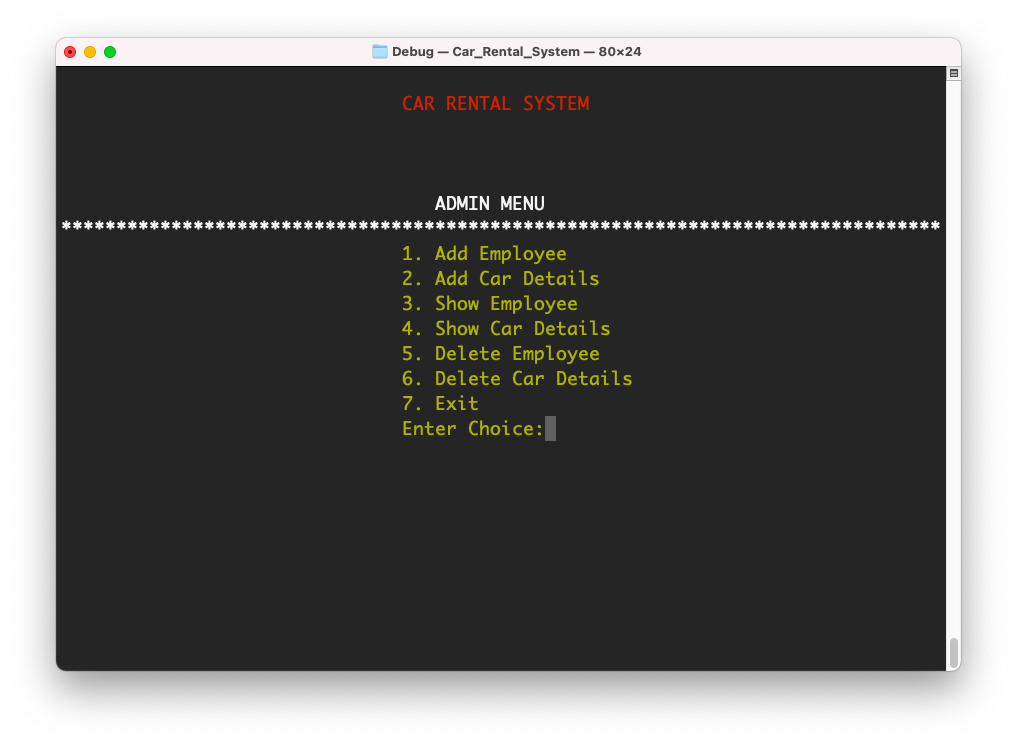 Debug — Car_Rental_System — 80×24
CAR RENTAL SYSTEM
ADMIN MENU
********************************************************************************
1. Add Employee
2. Add Car Details
3. Show Employee
4. Show Car Details
5. Delete Employee
6. Delete Car Details
7. Exit
Enter Choice: